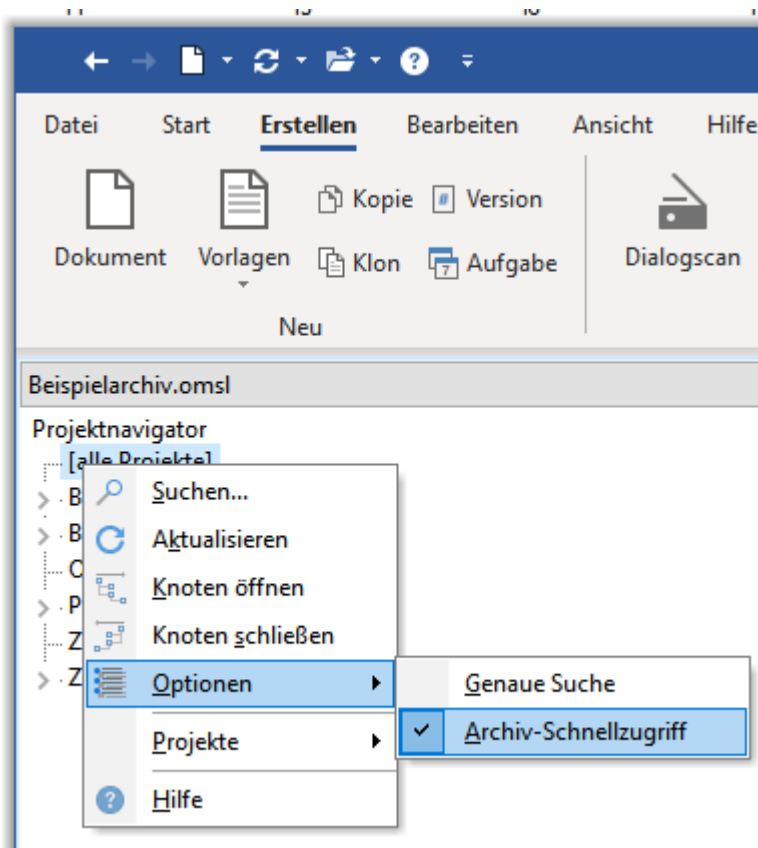 Datei Start Erstellen Bearbeiten Ansicht Hilfe
Kopie Version
Dokument Vorlagen Klon 7 Aufgabe Dialogscan
Neu
Beispielarchiv.omsl
Projektnavigator
[alle Projekte]
B Suchen...
B Aktualisieren
Knoten öffnen
P Knoten schließen
Z
Z Optionen Genaue Suche
Projekte Archiv-Schnellzugriff
Hilfe